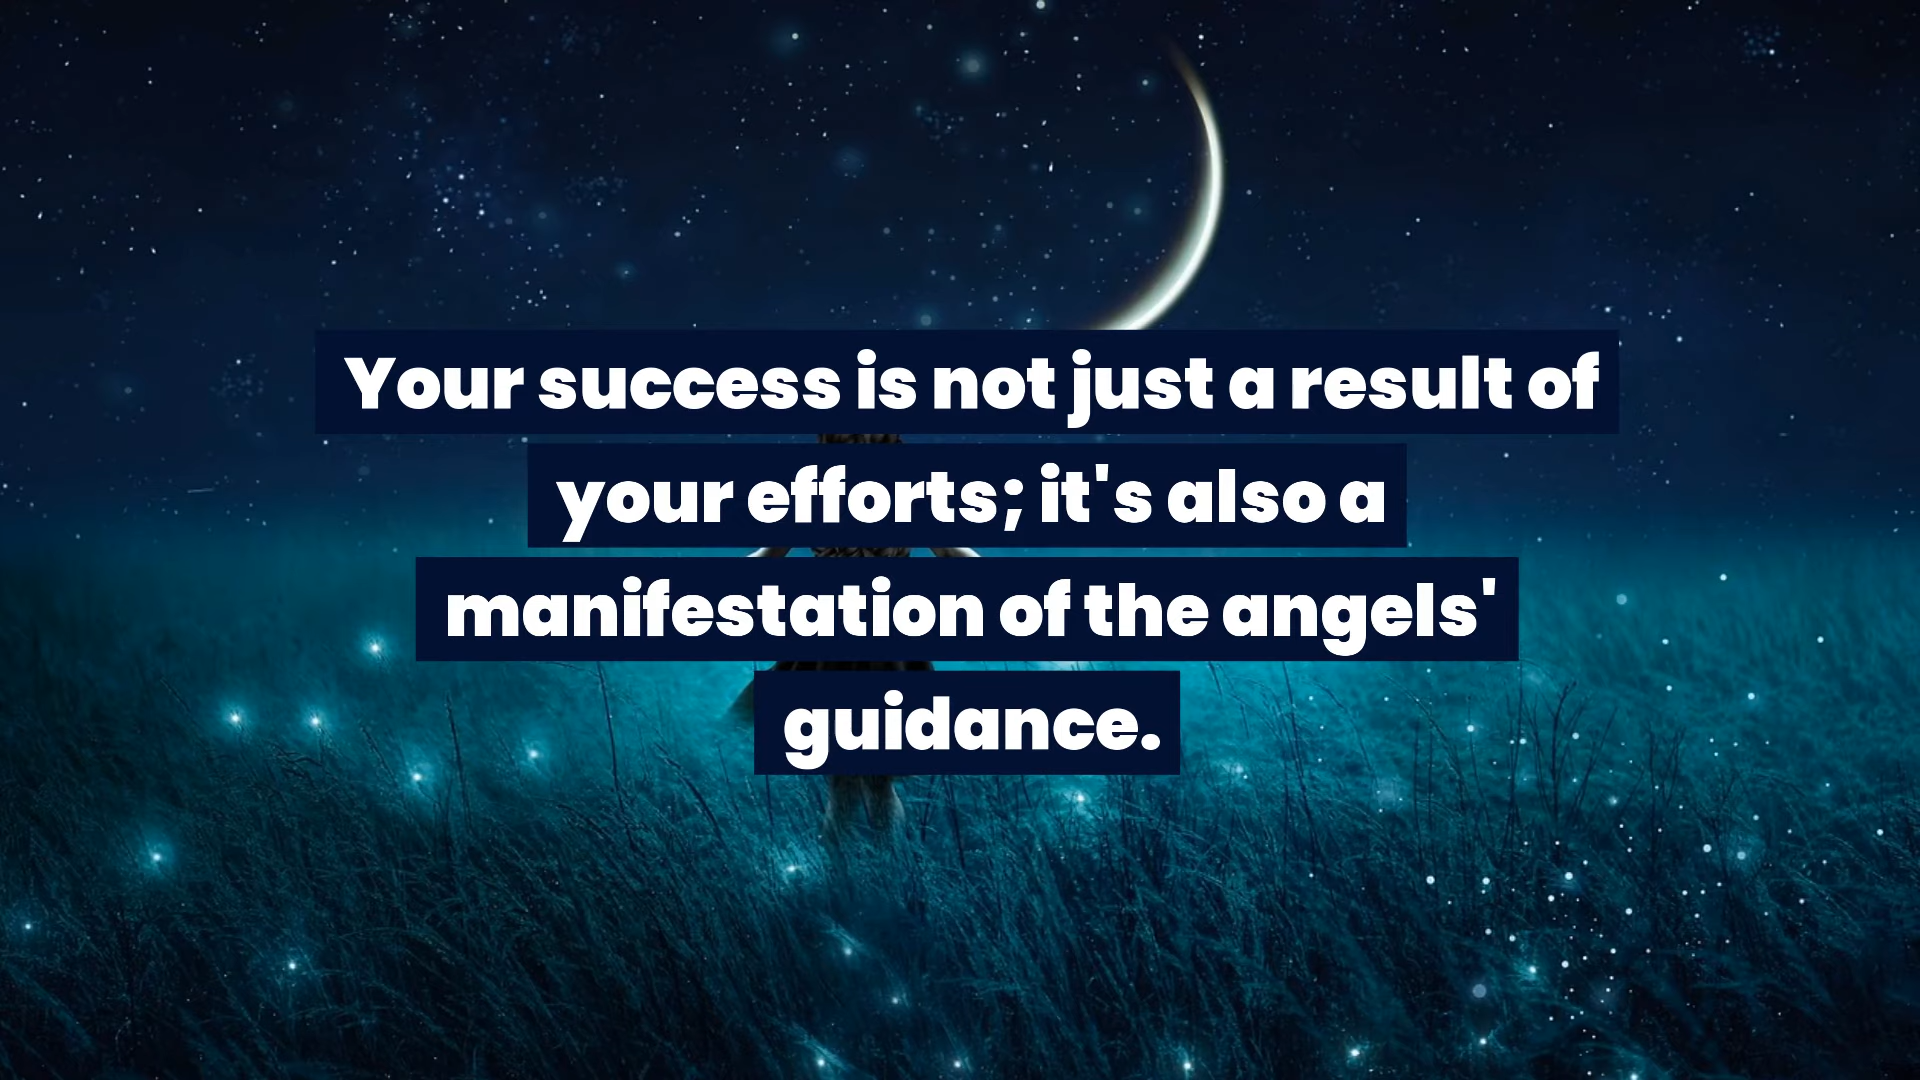 Your success is not just a result of
your efforts; it's also a
manifestation of the angels'
guidance.